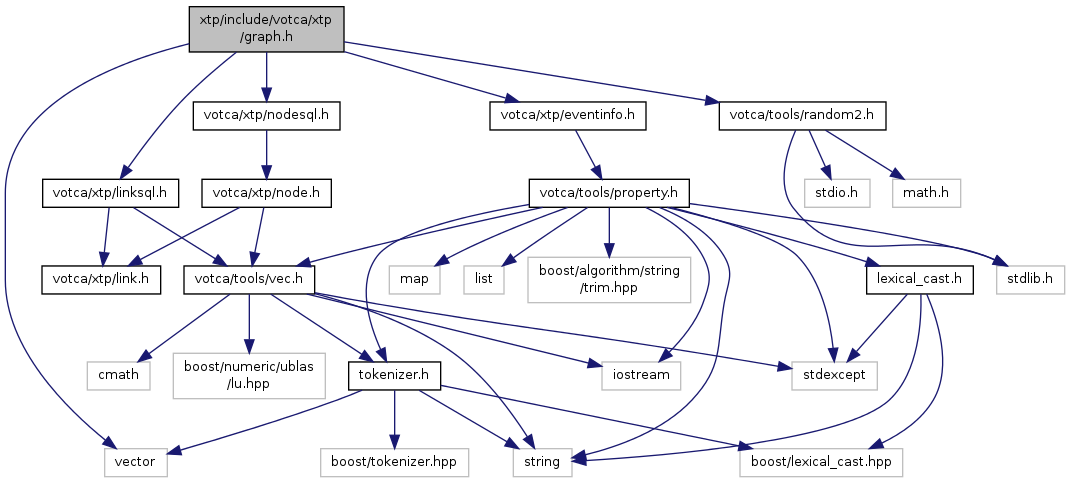 xtp/include/votca/xtp
/graph.h
votca/xtp/nodesql.h
votca/xtp/eventinfo.h
votca/tools/random2.h
votca/xtp/linksql.h
votca/xtp/node.h
votca/tools/property.h
stdio.h
math.h
votca/xtp/link.h
votca/tools/vec.h
map
list
boost/algorithm/string
/trim.hpp
lexical_cast.h
stdlib.h
cmath
boost/numeric/ublas
/lu.hpp
tokenizer.h
iostream
stdexcept
vector
boost/tokenizer.hpp
string
boost/lexical_cast.hpp